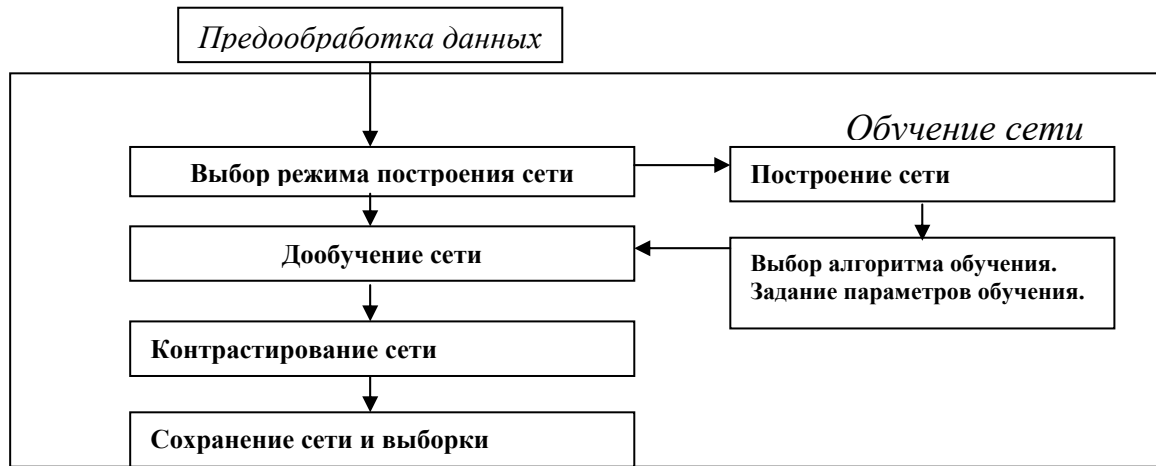 Предообработка данных
Обучение сети
Выбор режима построения сети
Построение сети
Дообучение сети
Выбор алгоритма обучения.
Задание параметров обучения.
Контрастирование сети
Сохранение сети и выборки